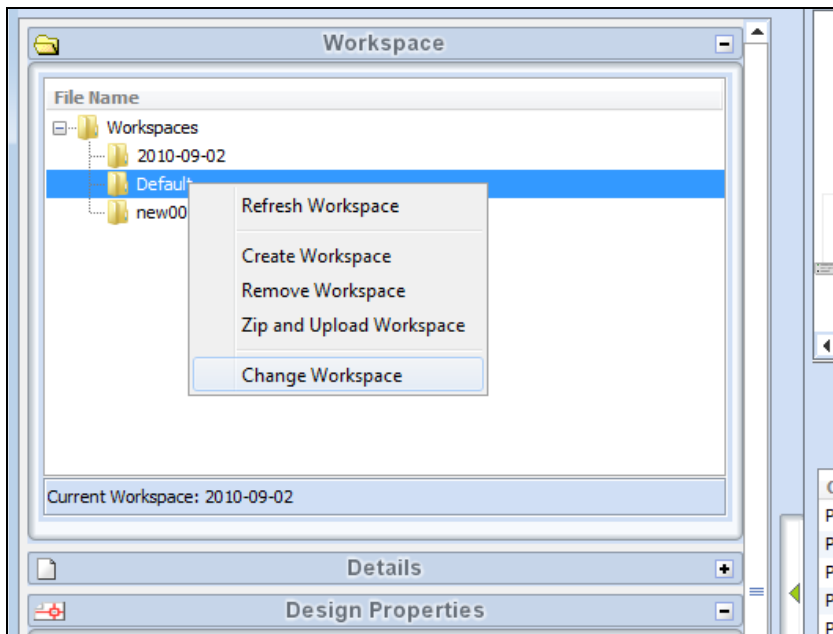 Workspace
File Name
Workspaces
2010-09-02
Default
new00
Refresh Workspace
Create Workspace
Remove Workspace
Zip and Upload Workspace
Change Workspace
Current Workspace: 2010-09-02
Details
Design Properties
P
P
P
P
P